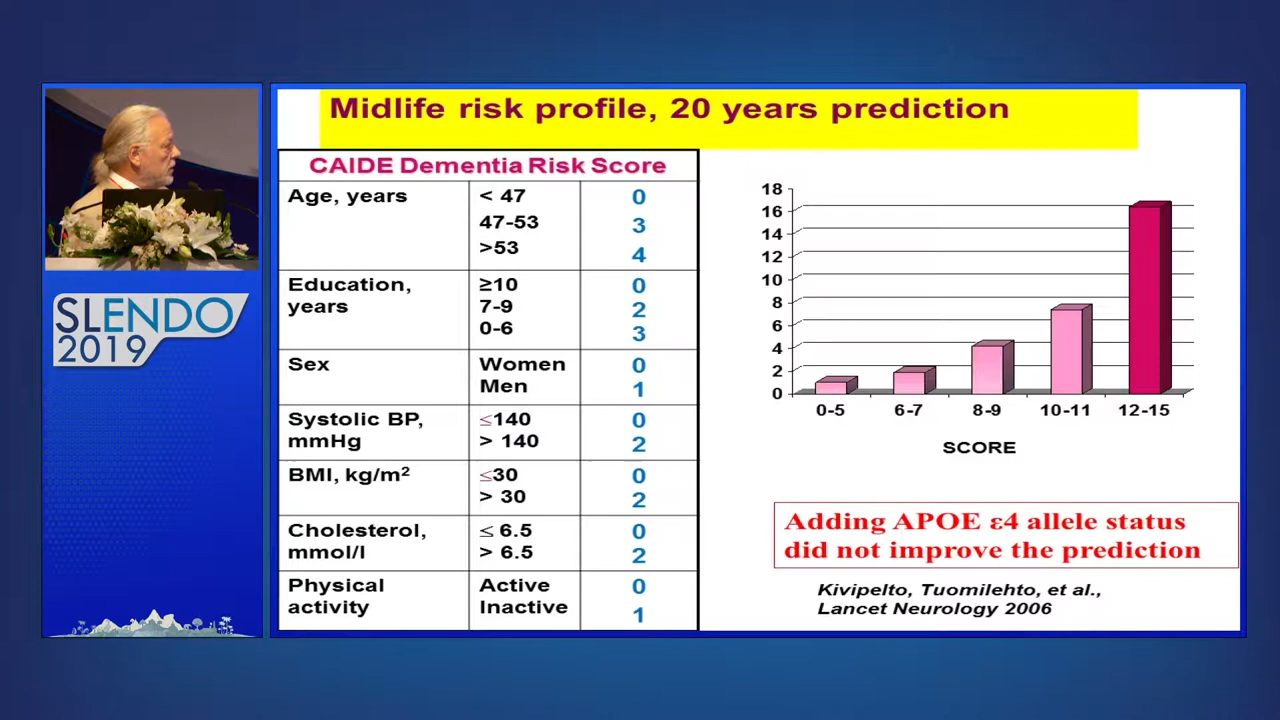 Midlife risk profile, 20 years prediction
SLENDO
2019
CAIDE Dementia Risk Score
Age, years < 47 0
47-53 3
>53 4
Education, ≥10 0
years 7-9 2
0-6 3
Sex Women 0
Men 1
Systolic BP, ≤140 0
mmHg > 140 2
BMI, kg/m² ≤30 0
> 30 2
Cholesterol, ≤ 6.5 0
mmol/l > 6.5 2
Physical Active 0
activity Inactive 1
18
16
14
12
10
8
6
4
2
0
0-5 6-7 8-9 10-11 12-15
SCORE
Adding APOE ε4 allele status
did not improve the prediction
Kivipelto, Tuomilehto, et al.,
Lancet Neurology 2006